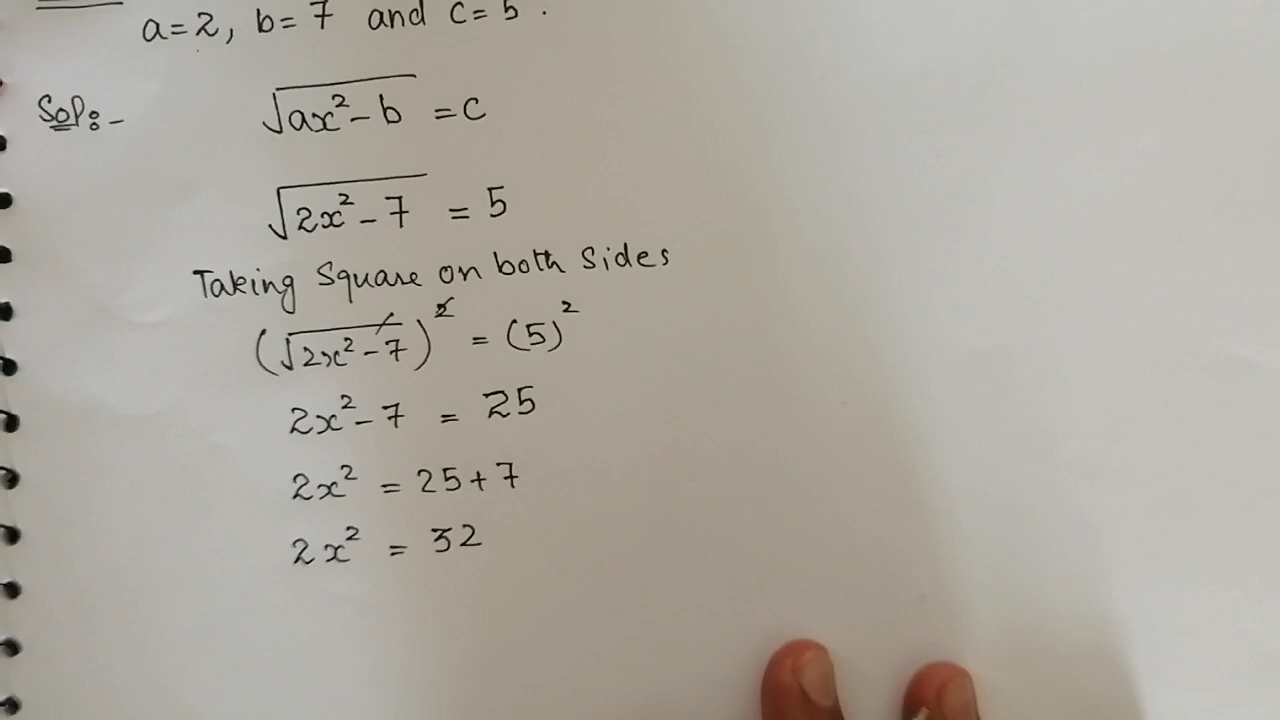 a=2, b=7 and c=5.
Sol:-
√(ax²-b) = c
√(2x²-7) = 5
Taking Square on both sides
(√(2x²-7))² = (5)²
2x²-7 = 25
2x² = 25+7
2x² = 32